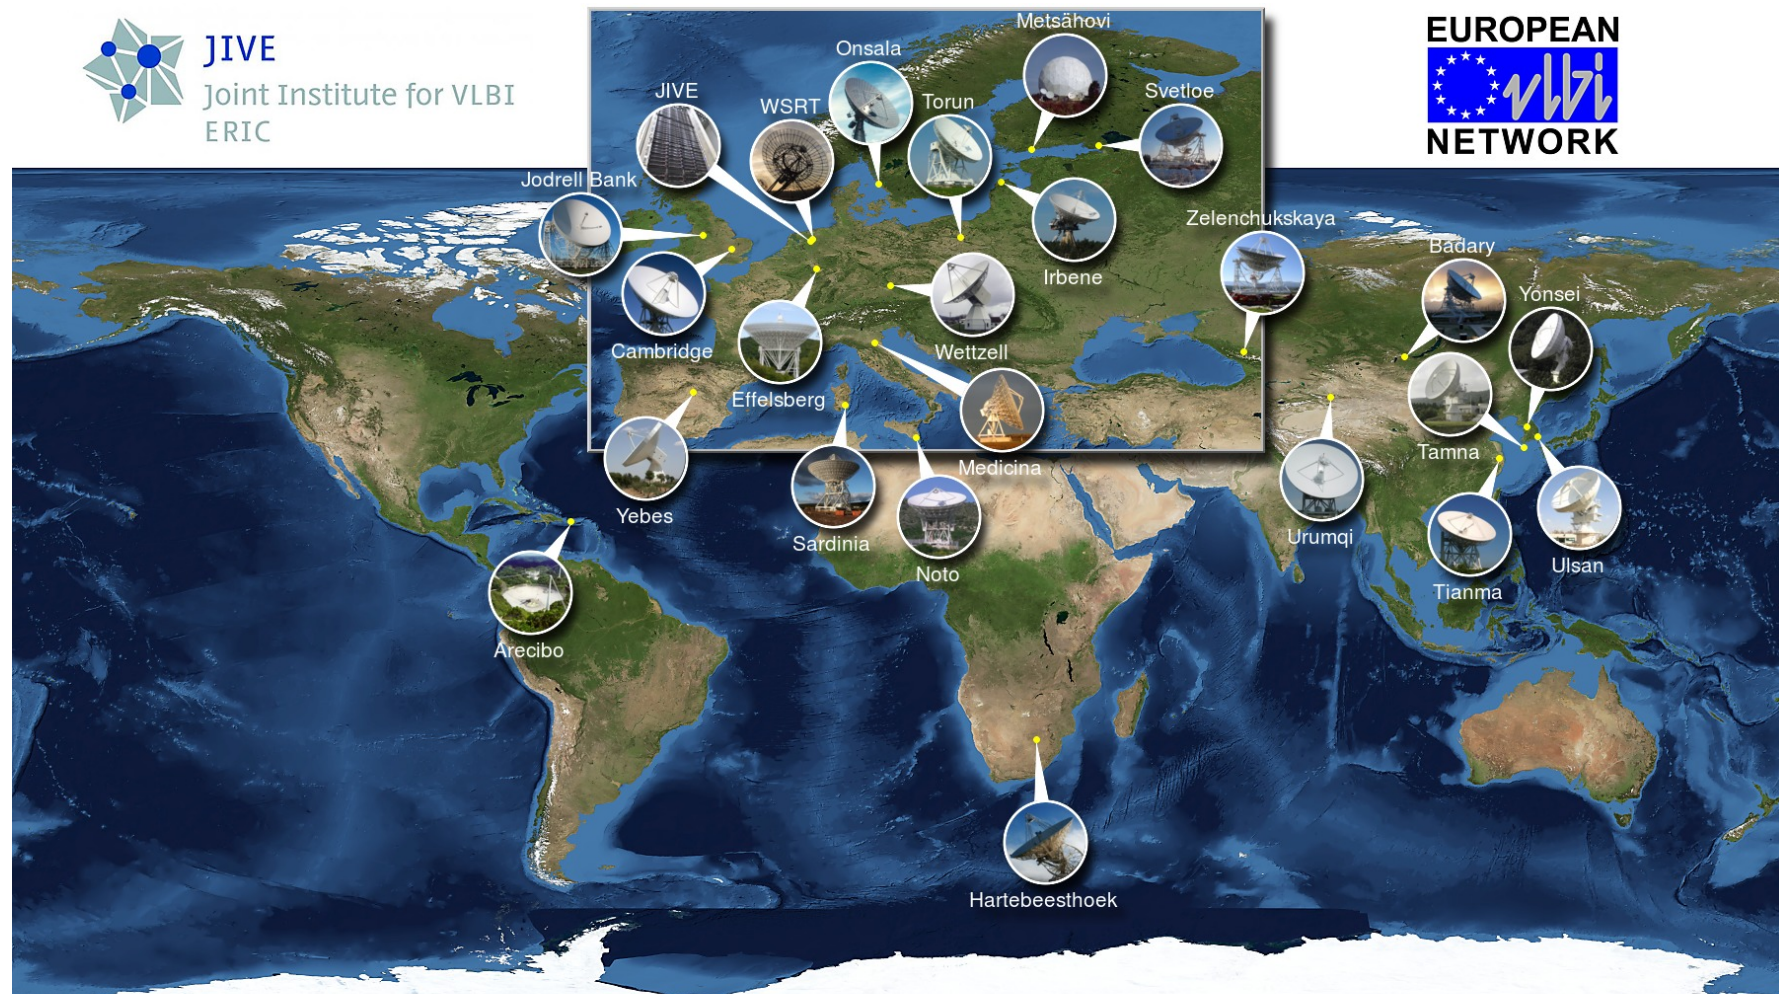 JIVE
Joint Institute for VLBI
ERIC
EUROPEAN
vlbi
NETWORK
Metsähovi
Onsala
JIVE
WSRT
Torun
Svetloe
Jodrell Bank
Zelenchukskaya
Irbene
Badary
Yonsei
Cambridge
Wettzell
Effelsberg
Medicina
Tamna
Yebes
Sardinia
Noto
Urumqi
Ulsan
Tianma
Arecibo
Hartebeesthoek